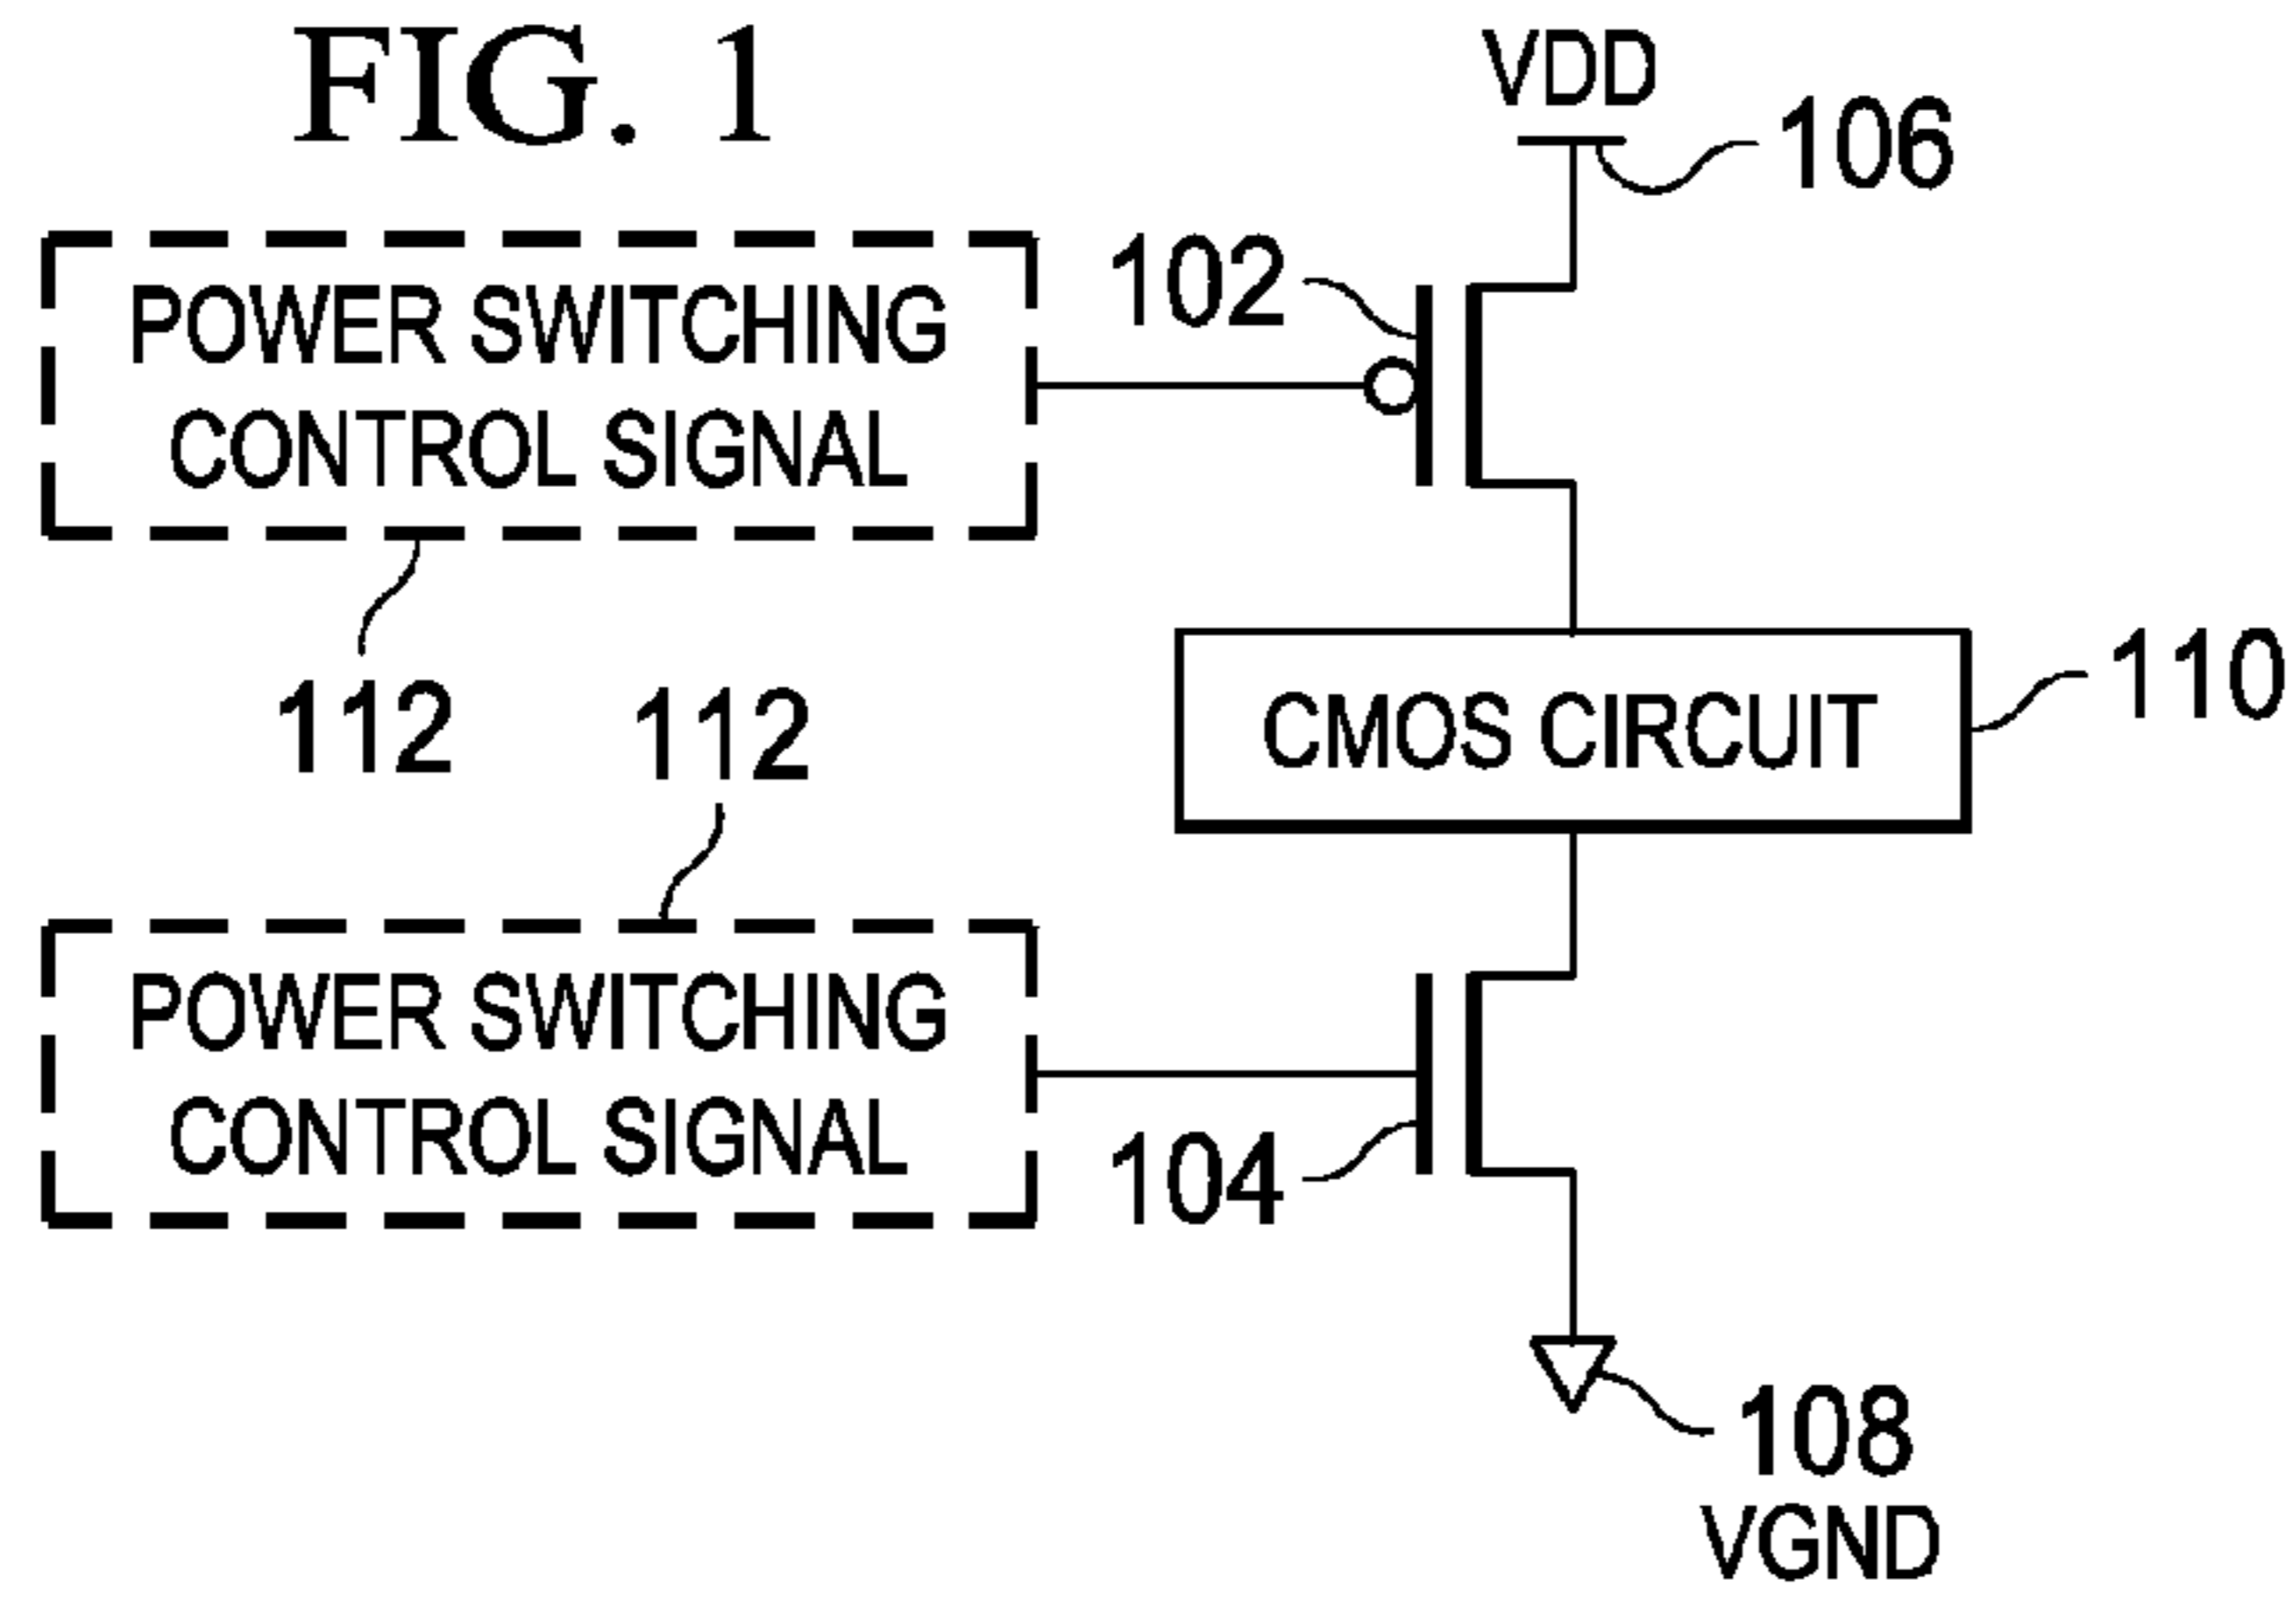 FIG. 1
VDD
106
102
POWER SWITCHING
CONTROL SIGNAL
112
112
110
CMOS CIRCUIT
POWER SWITCHING
CONTROL SIGNAL
104
108
VGND